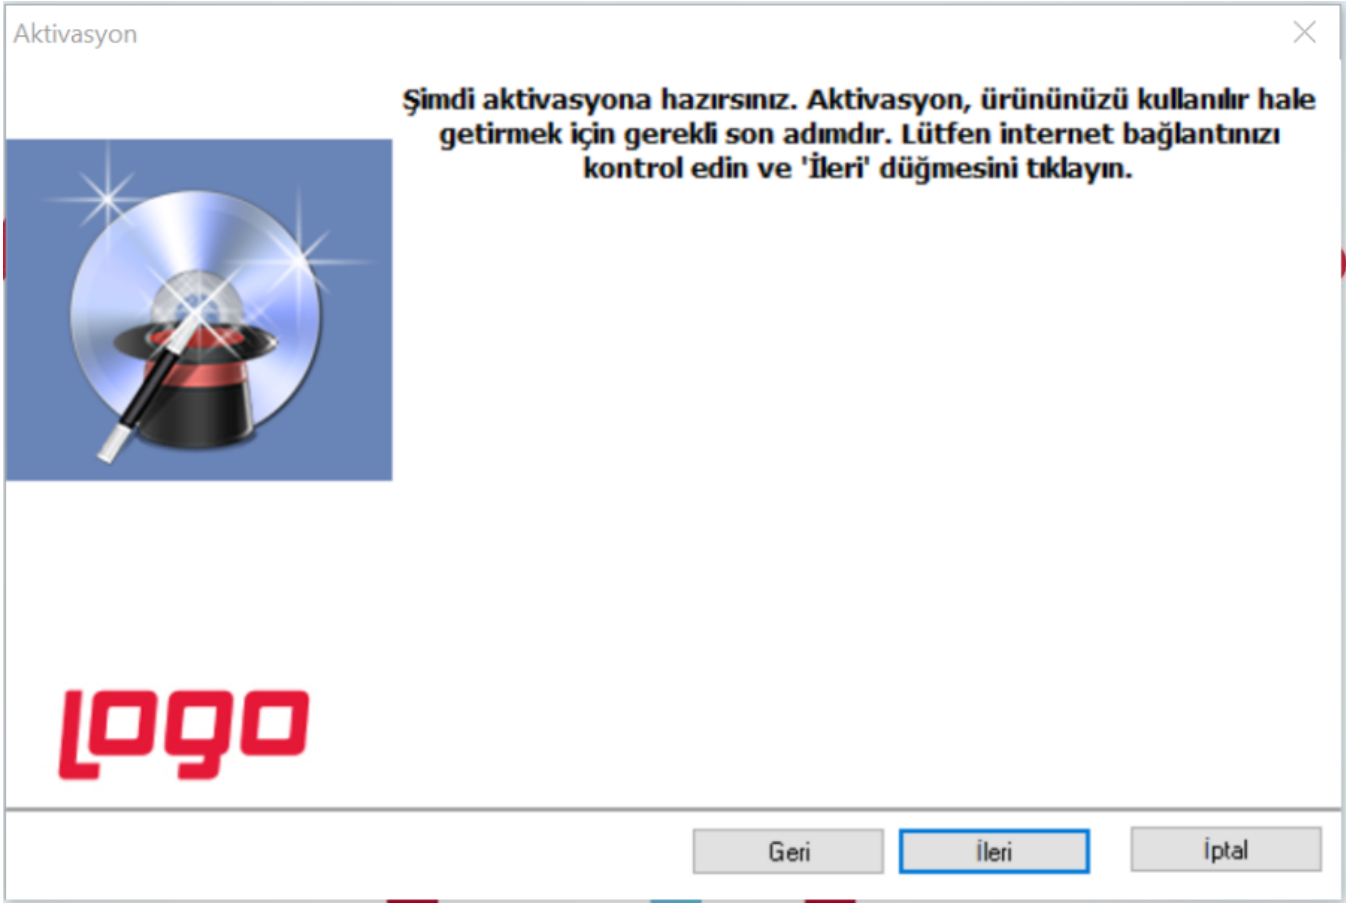 Aktivasyon
Şimdi aktivasyona hazırsınız. Aktivasyon, ürününüzü kullanılır hale
getirmek için gerekli son adımdır. Lütfen internet bağlantınızı
kontrol edin ve 'İleri' düğmesini tıklayın.
LOGO
Geri
İleri
İptal